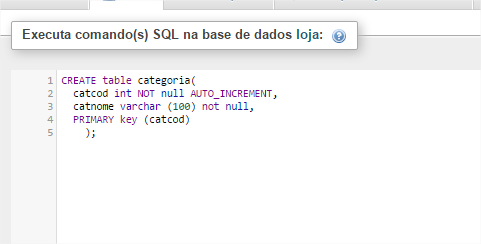 Executa comando(s) SQL na base de dados loja:
1 CREATE table categoria(
2 catcod int NOT null AUTO_INCREMENT,
3 catnome varchar (100) not null,
4 PRIMARY key (catcod)
5 );